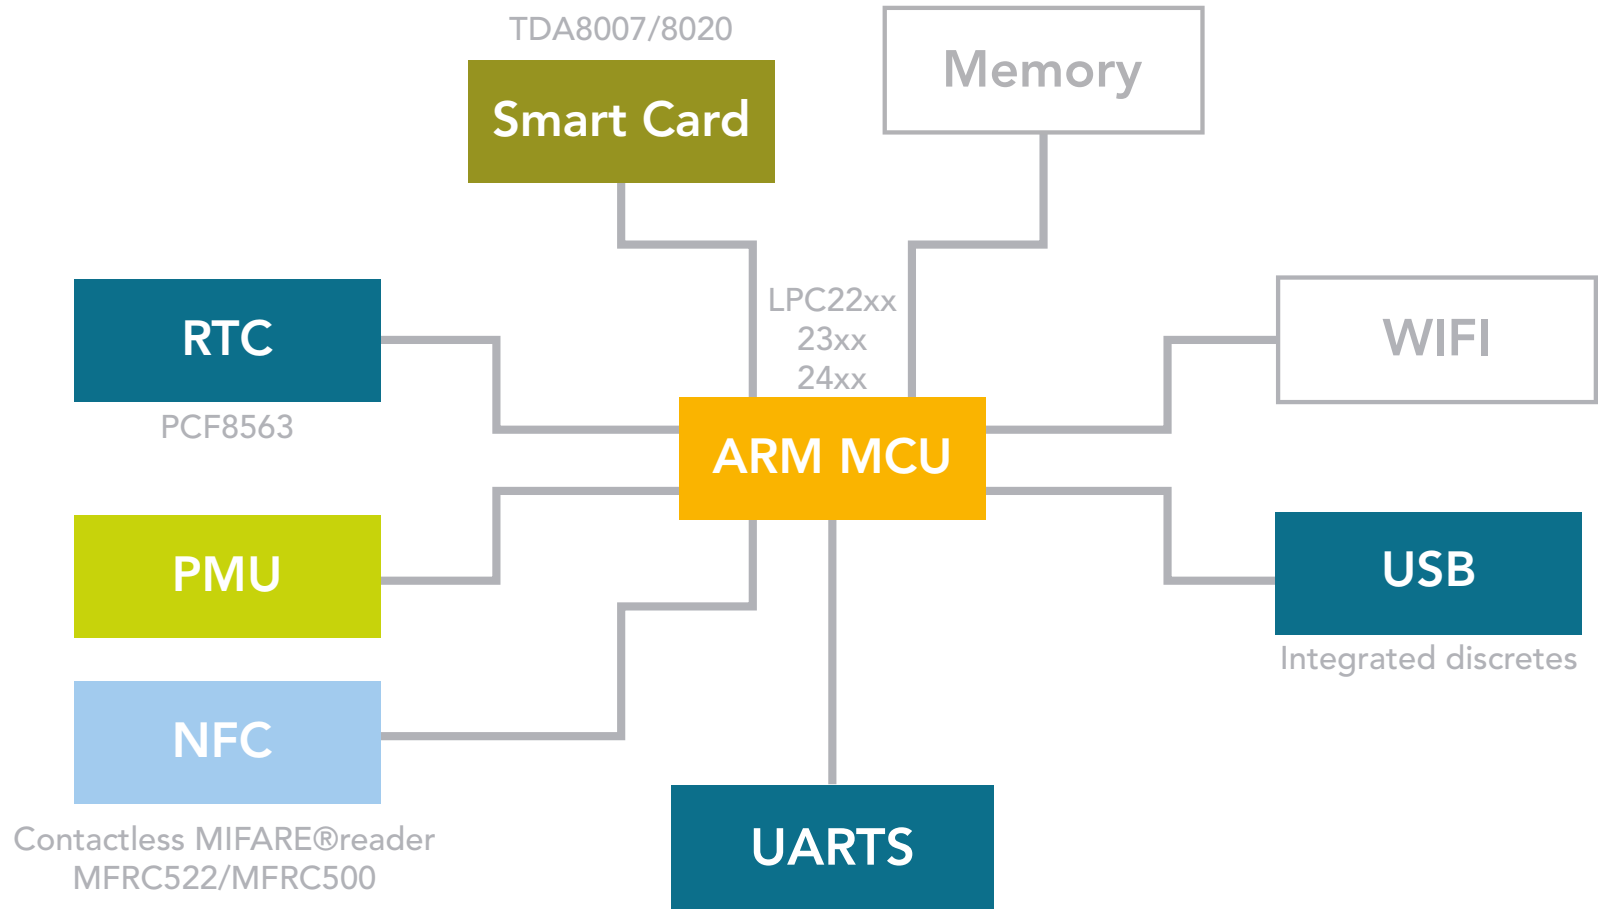 TDA8007/8020
Smart Card
Memory
LPC22xx
23xx
24xx
RTC
PCF8563
WIFI
ARM MCU
PMU
USB
Integrated discretes
NFC
Contactless MIFARE®reader
MFRC522/MFRC500
UARTS